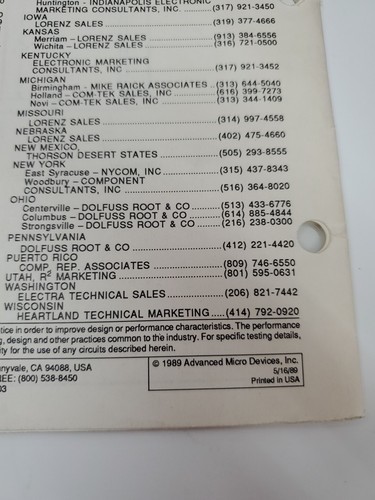 Huntington - INDIANAPOLIS ELECTRONIC
MARKETING CONSULTANTS, INC. (317) 921-3450
IOWA
LORENZ SALES (319) 377-4666
KANSAS
Merriam – LORENZ SALES (913) 384-6556
Wichita – LORENZ SALES (316) 721-0500
KENTUCKY
ELECTRONIC MARKETING
CONSULTANTS, INC (317) 921-3452
MICHIGAN
Birmingham - MIKE RAICK ASSOCIATES (313) 644-5040
Holland – COM-TEK SALES, INC (616) 399-7273
Novi – COM-TEK SALES, INC (313) 344-1409
MISSOURI
LORENZ SALES (314) 997-4558
NEBRASKA
LORENZ SALES (402) 475-4660
NEW MEXICO,
THORSON DESERT STATES (505) 293-8555
NEW YORK
East Syracuse – NYCOM, INC (315) 437-8343
Woodbury – COMPONENT
CONSULTANTS, INC (516) 364-8020
OHIO
Centerville – DOLFUSS ROOT & CO (513) 433-6776
Columbus – DOLFUSS ROOT & CO (614) 885-4844
Strongsville – DOLFUSS ROOT & CO (216) 238-0300
PENNSYLVANIA
DOLFUSS ROOT & CO (412) 221-4420
PUERTO RICO
COMP. REP. ASSOCIATES (809) 746-6550
UTAH, R² MARKETING (801) 595-0631
WASHINGTON
ELECTRA TECHNICAL SALES (206) 821-7442
WISCONSIN
HEARTLAND TECHNICAL MARKETING (414) 792-0920
tice in order to improve design or performance characteristics. The performance
g, design and other practices common to the industry. For specific testing details,
ity for the use of any circuits described herein.
nyvale, CA 94088, USA
REE: (800) 538-8450
03
© 1989 Advanced Micro Devices, Inc.
5/16/89
Printed in USA